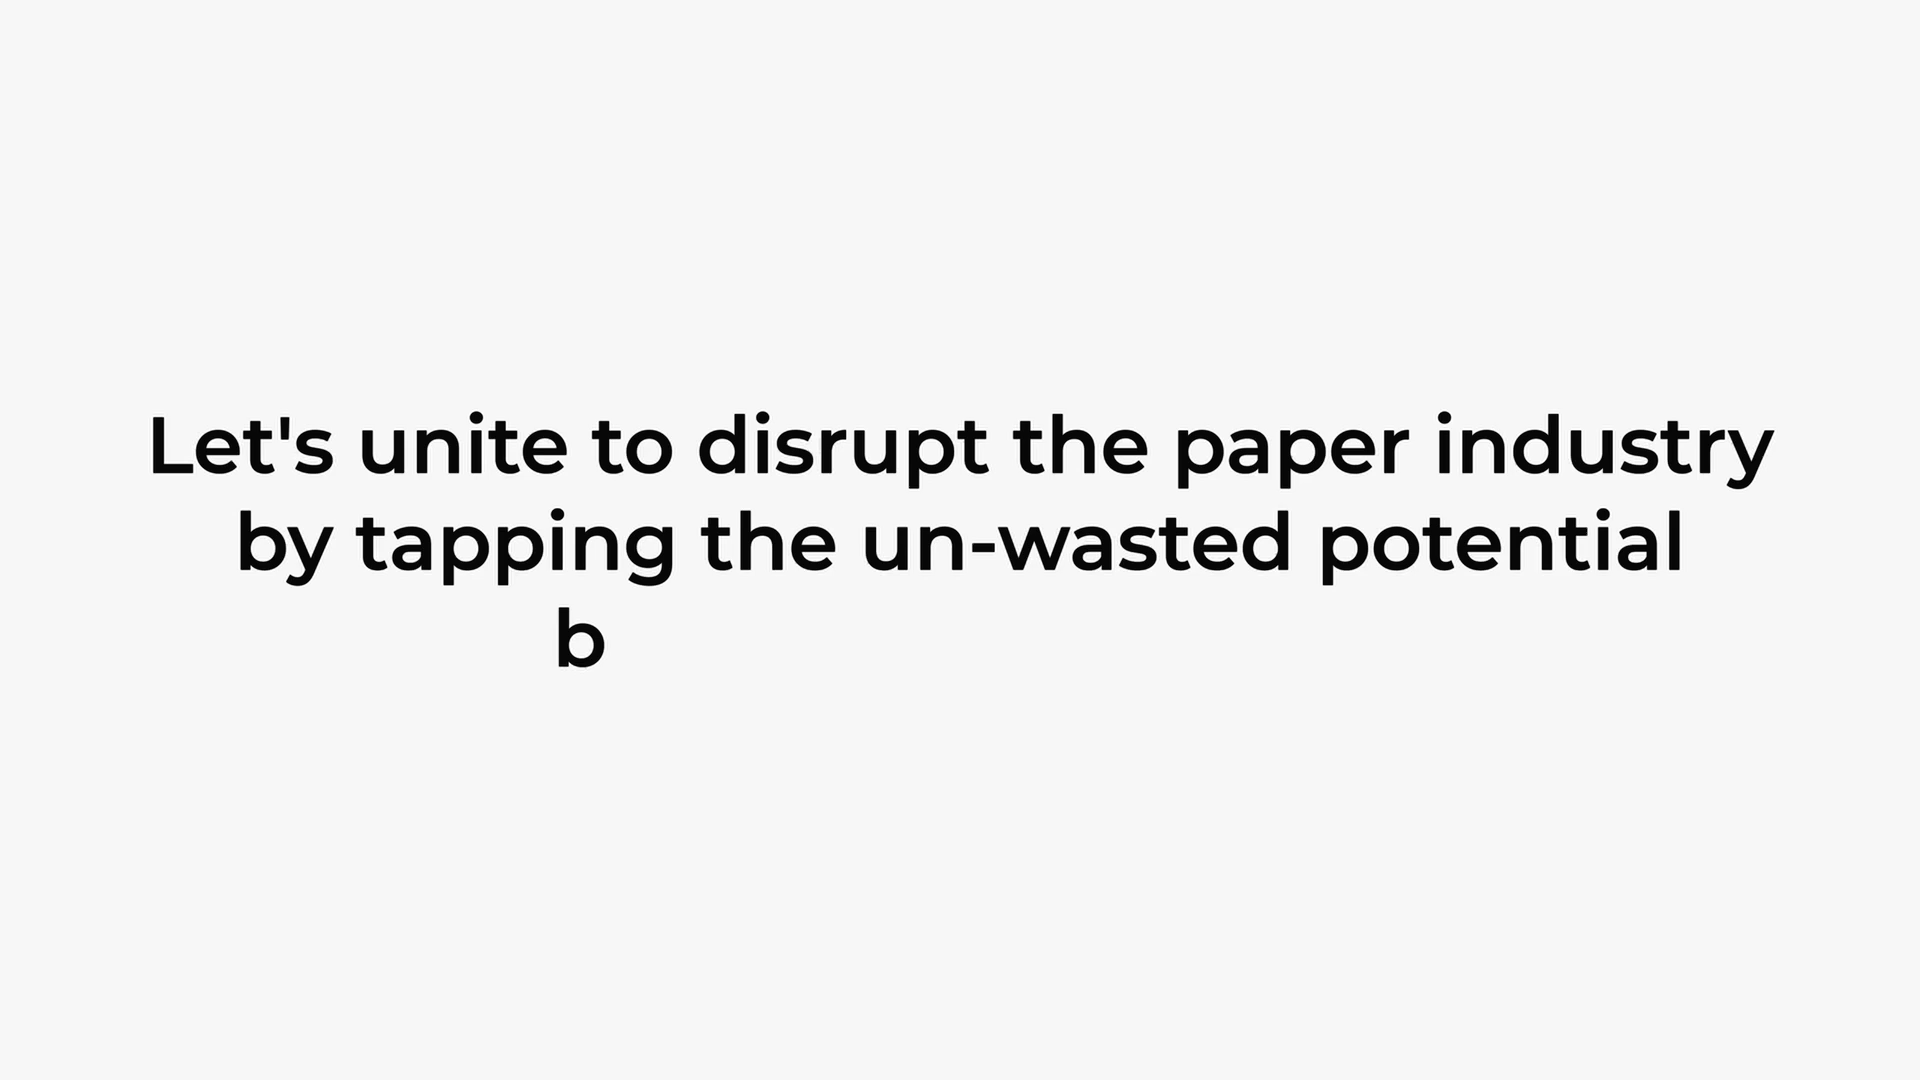 Let's unite to disrupt the paper industry
by tapping the un-wasted potential
b